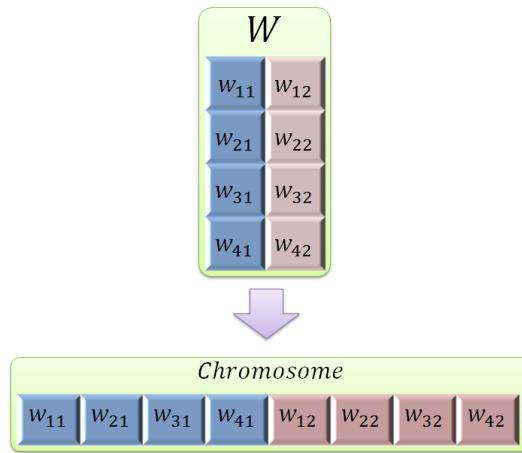 W
w₁₁ w₁₂
w₂₁ w₂₂
w₃₁ w₃₂
w₄₁ w₄₂
Chromosome
w₁₁ w₂₁ w₃₁ w₄₁ w₁₂ w₂₂ w₃₂ w₄₂